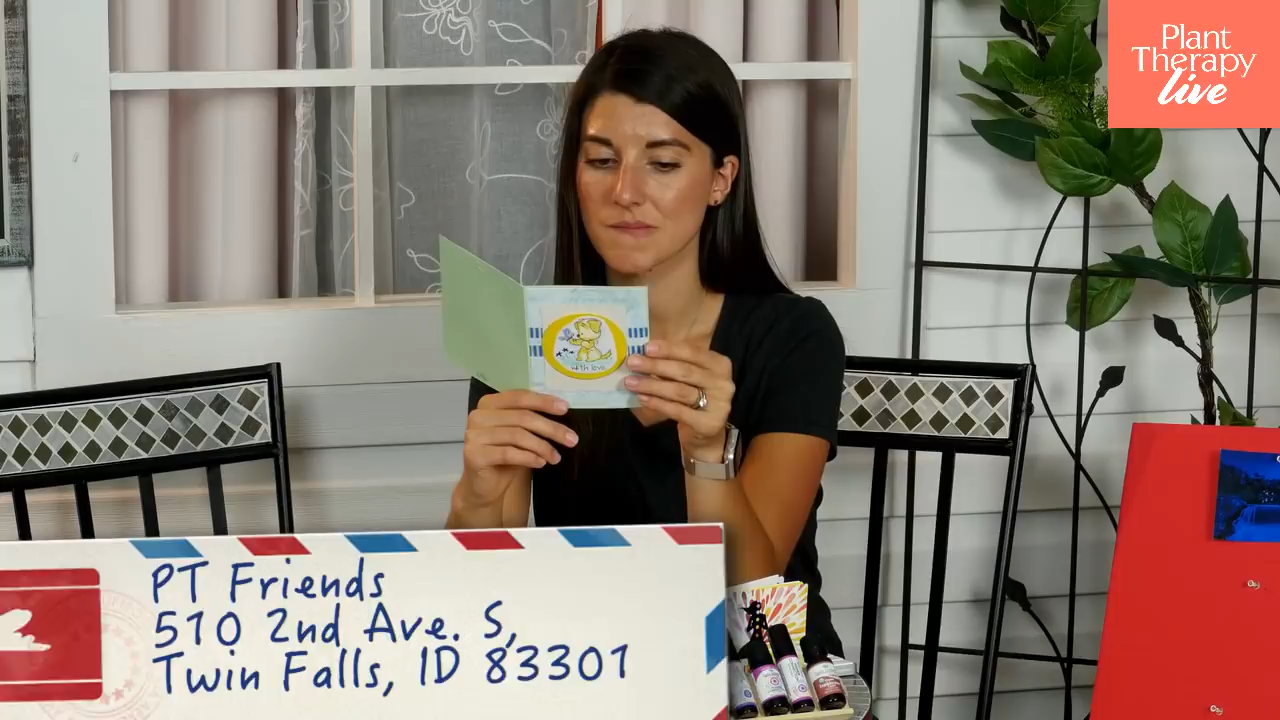 Plant
Therapy
live
with love
PT Friends
510 2nd Ave. S,
Twin Falls, ID 83301